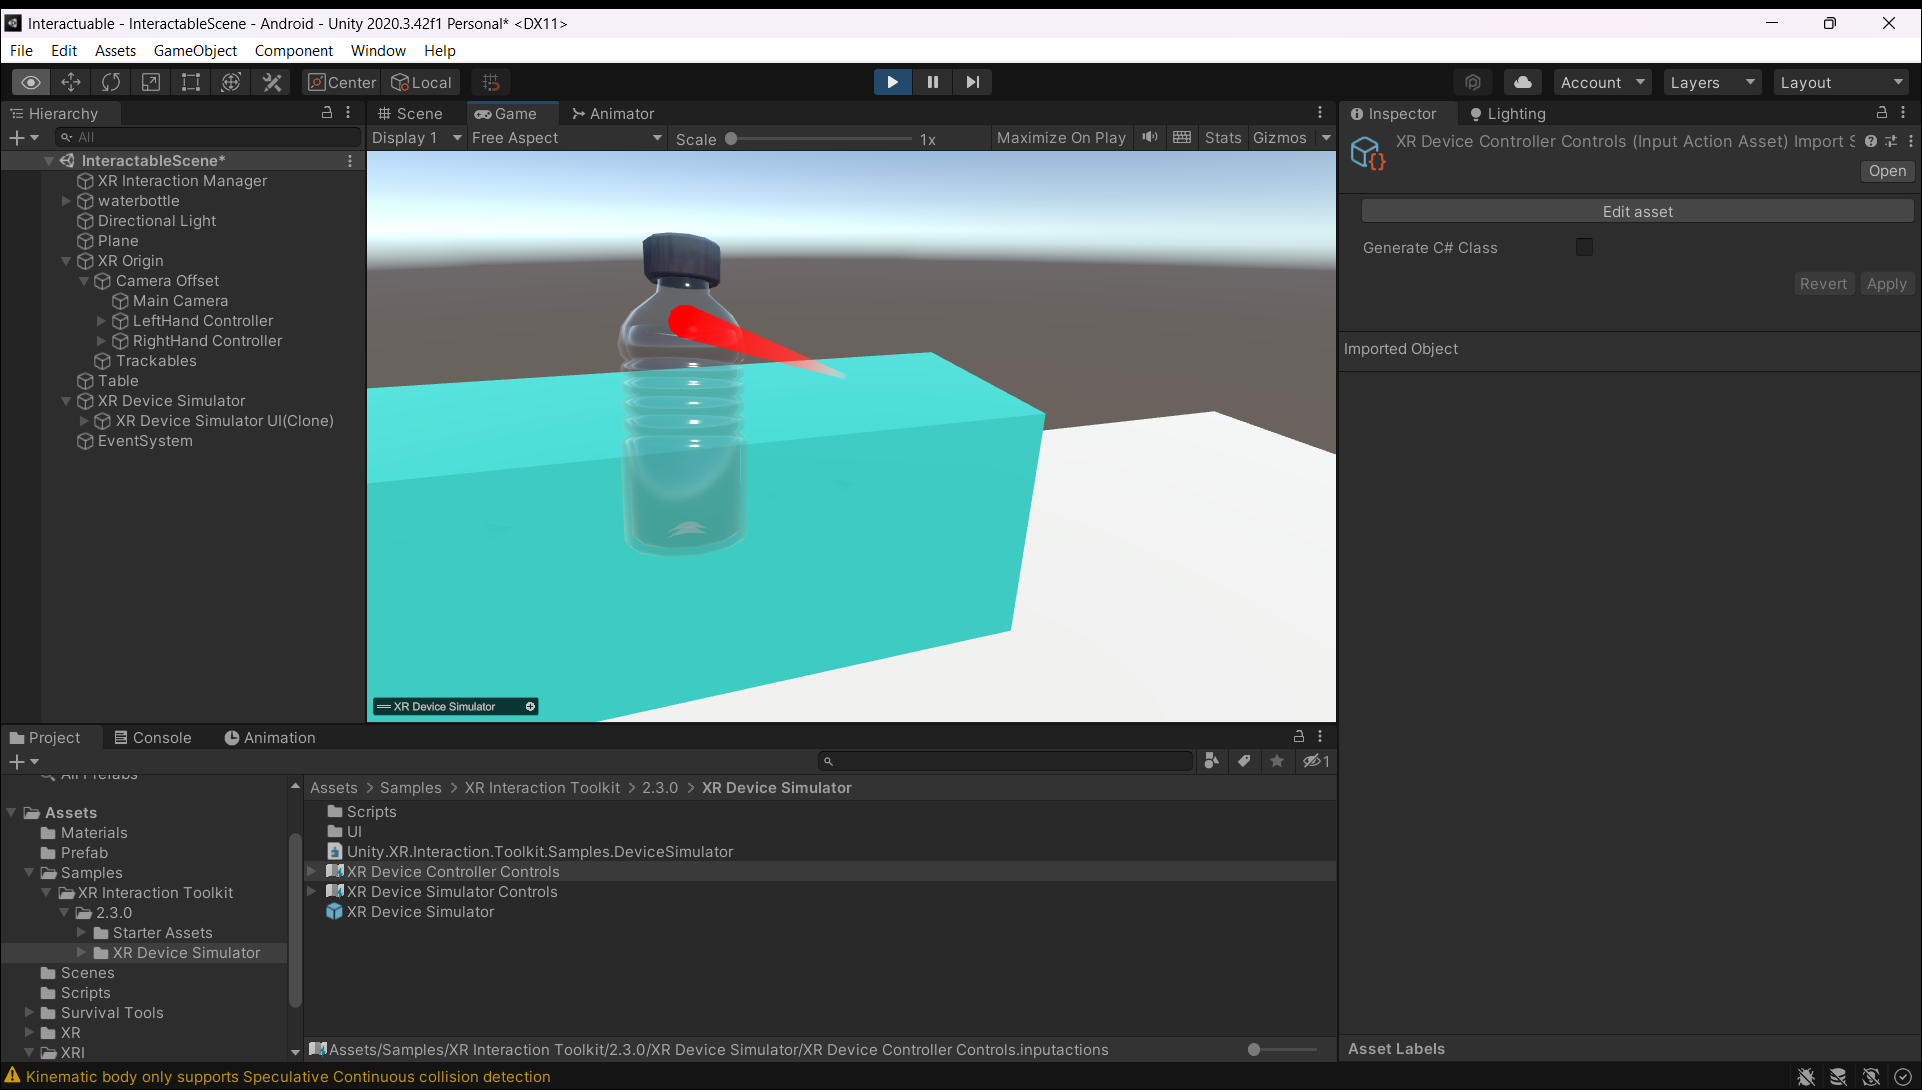 Interactuable - InteractableScene - Android - Unity 2020.3.42f1 Personal* <DX11>
File Edit Assets GameObject Component Window Help
Center Local Account Layers Layout
Hierarchy
All
InteractableScene*
XR Interaction Manager
waterbottle
Directional Light
Plane
XR Origin
Camera Offset
Main Camera
LeftHand Controller
RightHand Controller
Trackables
Table
XR Device Simulator
XR Device Simulator UI(Clone)
EventSystem
Scene Game Animator
Display 1 Free Aspect Scale 1x Maximize On Play Stats Gizmos
XR Device Simulator
Inspector Lighting
XR Device Controller Controls (Input Action Asset) Import S
Open
Edit asset
Generate C# Class
Revert Apply
Imported Object
Project Console Animation
1
All Prefabs
Assets
Materials
Prefab
Samples
XR Interaction Toolkit
2.3.0
Starter Assets
XR Device Simulator
Scenes
Scripts
Survival Tools
XR
XRI
Assets > Samples > XR Interaction Toolkit > 2.3.0 > XR Device Simulator
Scripts
UI
Unity.XR.Interaction.Toolkit.Samples.DeviceSimulator
XR Device Controller Controls
XR Device Simulator Controls
XR Device Simulator
Assets/Samples/XR Interaction Toolkit/2.3.0/XR Device Simulator/XR Device Controller Controls.inputactions
Asset Labels
Kinematic body only supports Speculative Continuous collision detection